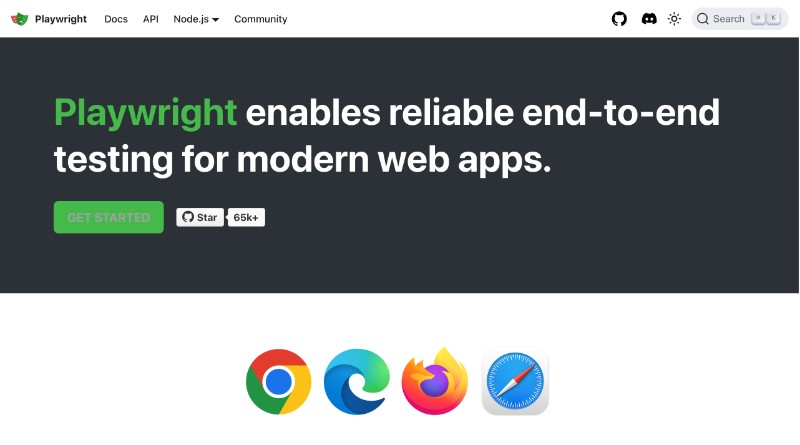 Playwright Docs API Node.js Community Search ⌘ K
Playwright enables reliable end-to-end
testing for modern web apps.
GET STARTED Star 65k+